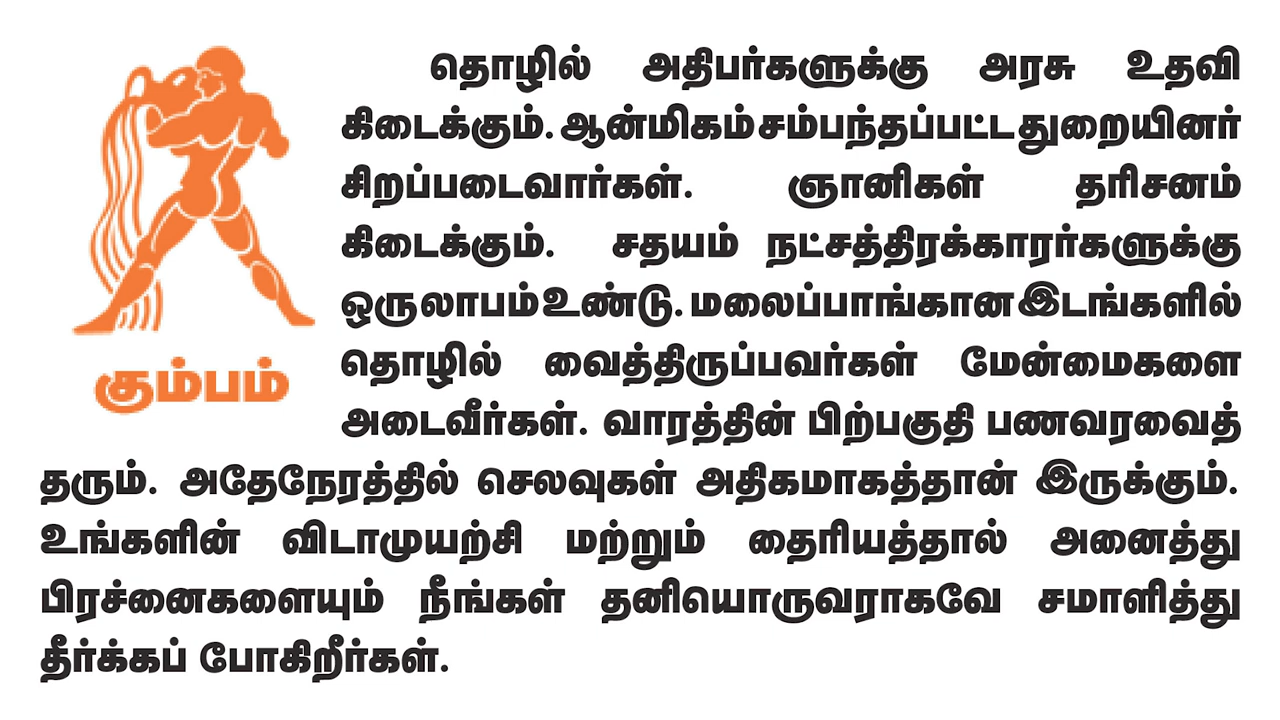 தொழில் அதிபர்களுக்கு அரசு உதவி
கிடைக்கும். ஆன்மிகம் சம்பந்தப்பட்ட துறையினர்
சிறப்படைவார்கள். ஞானிகள் தரிசனம்
கிடைக்கும். சதயம் நட்சத்திரக்காரர்களுக்கு
ஒரு லாபம் உண்டு. மலைப்பாங்கான இடங்களில்
தொழில் வைத்திருப்பவர்கள் மேன்மைகளை
அடைவீர்கள். வாரத்தின் பிற்பகுதி பணவரவைத்
தரும். அதேநேரத்தில் செலவுகள் அதிகமாகத்தான் இருக்கும்.
உங்களின் விடாமுயற்சி மற்றும் தைரியத்தால் அனைத்து
பிரச்னைகளையும் நீங்கள் தனியொருவராகவே சமாளித்து
தீர்க்கப் போகிறீர்கள்.
கும்பம்